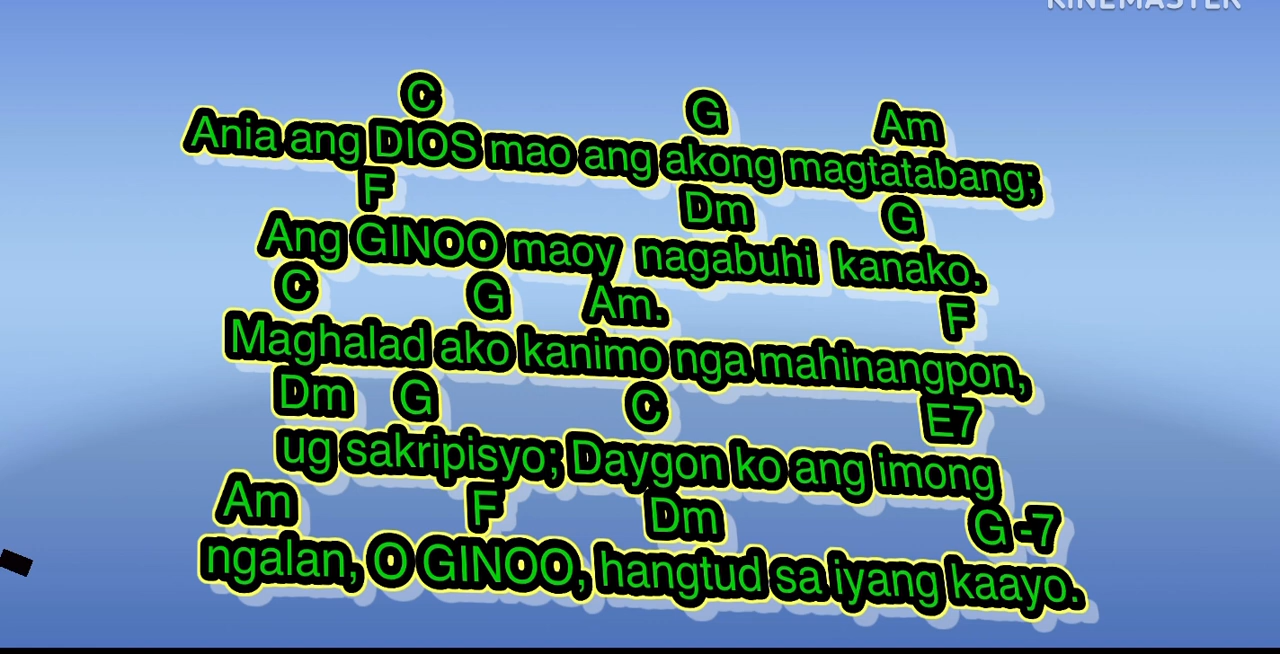 KINEMASTER
C G Am
Ania ang DIOS mao ang akong magtatabang;
F Dm G
Ang GINOO maoy nagabuhi kanako.
C G Am. F
Maghalad ako kanimo nga mahinangpon,
Dm G C E7
ug sakripisyo; Daygon ko ang imong
Am F Dm G -7
ngalan, O GINOO, hangtud sa iyang kaayo.